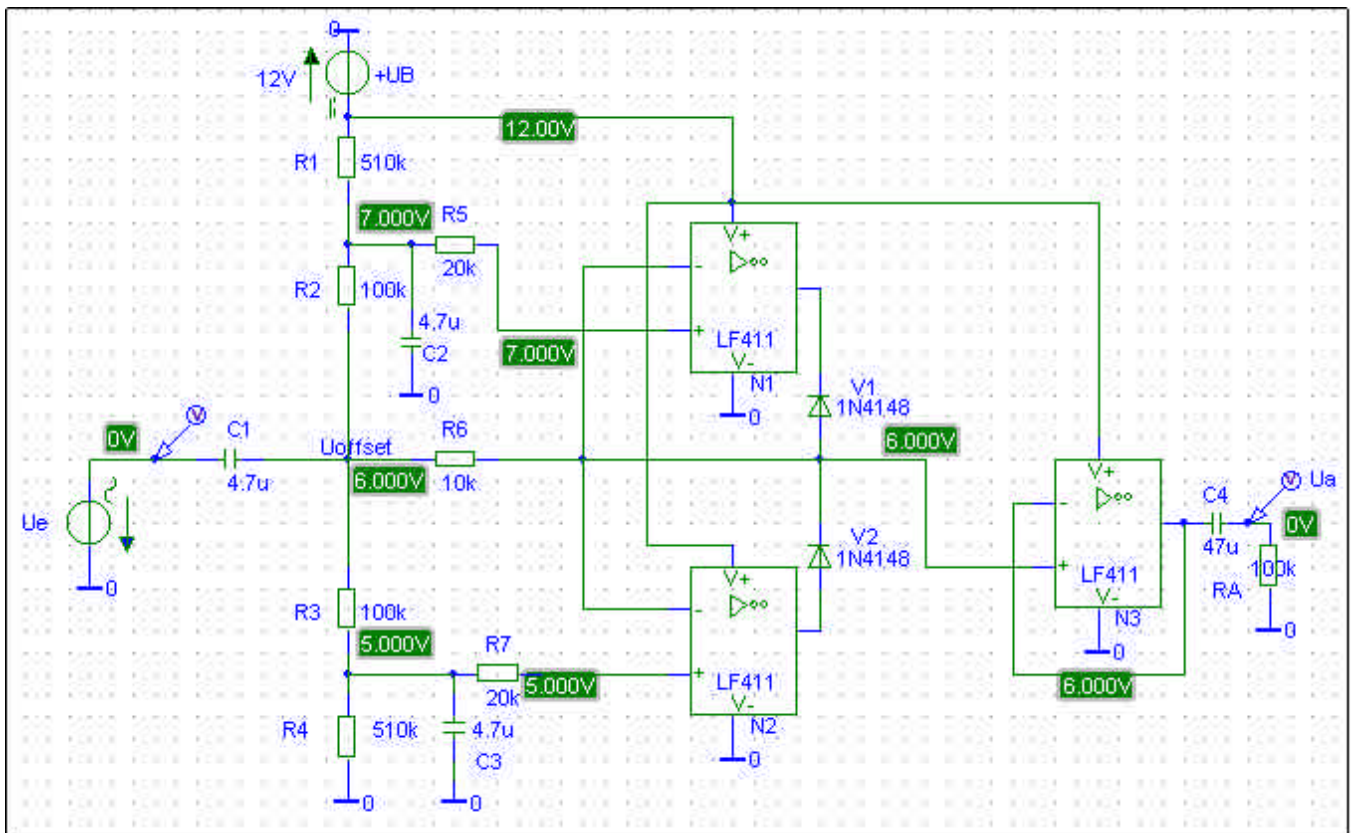 0
12V
+UB
12.00V
R1
510k
7.000V
R5
V+
20k
R2
100k
-
4.7u
+
LF411
C2
7.000V
V-
N1
V1
0
0
1N4148
C1
R6
0V
Uoffset
6.000V
V+
6.000V
4.7u
10k
C4
Ua
-
0V
Ue
V2
47u
1N4148
+
LF411
100k
V+
0
V-
RA
R3
100k
-
N3
0
5.000V
R7
0
5.000V
+
LF411
6.000V
20k
V-
R4
510k
4.7u
N2
C3
0
0
0